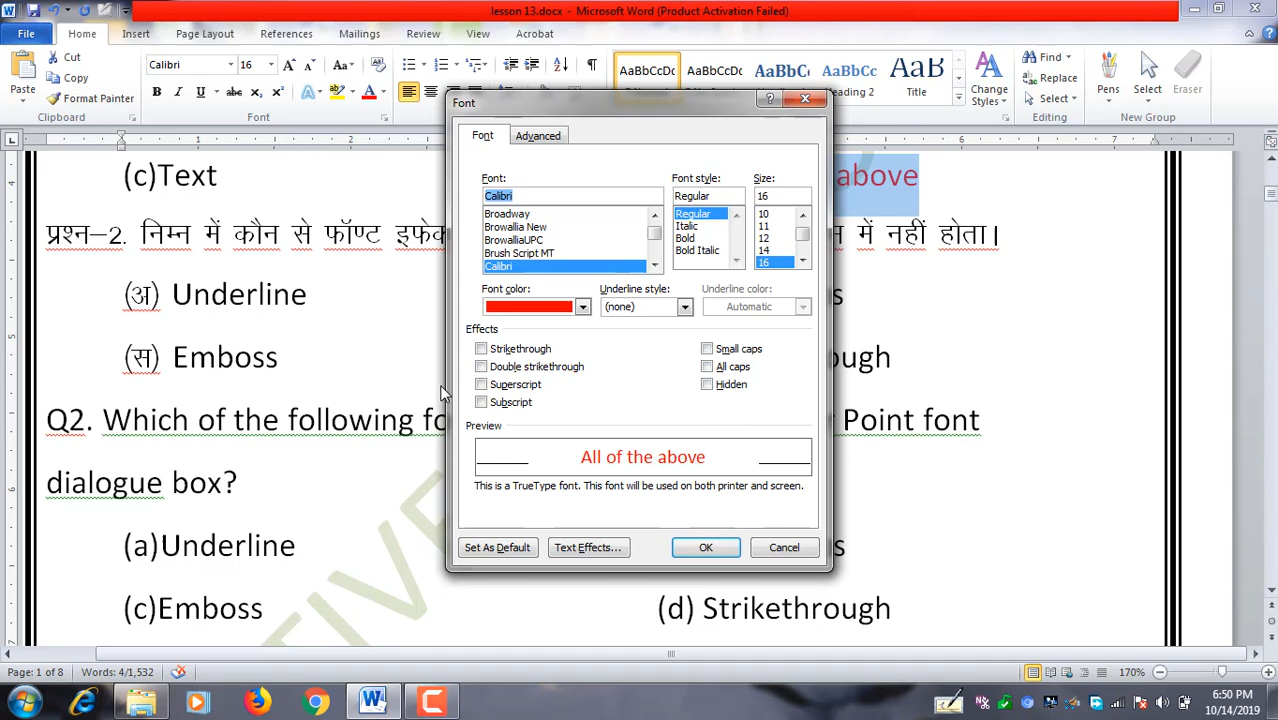 lesson 13.docx - Microsoft Word (Product Activation Failed)
File Home Insert Page Layout References Mailings Review View Acrobat
Paste Cut Copy Format Painter
Calibri 16
AaBbCcDc AaBbCcDc AaBbCc AaBbCc AaB
Heading 2 Title
Change Styles
Find Replace Select
Pens Select Eraser
Clipboard Font Editing New Group
Font
Font Advanced
Font: Font style: Size:
Calibri Regular 16
Broadway Regular 10
Browallia New Italic 11
BrowalliaUPC Bold 12
Brush Script MT Bold Italic 14
Calibri 16
Font color: Underline style: Underline color:
(none) Automatic
Effects
Strikethrough Small caps
Double strikethrough All caps
Superscript Hidden
Subscript
Preview
All of the above
This is a TrueType font. This font will be used on both printer and screen.
Set As Default Text Effects... OK Cancel
(c)Text above
प्रश्न–2. निम्न में कौन से फॉण्ट में नहीं होता।
(अ) Underline
(स) Emboss
Q2. Which of the following Point font
dialogue box?
(a)Underline
(c)Emboss (d) Strikethrough
Page: 1 of 8 Words: 4/1,532 170%
6:50 PM
10/14/2019